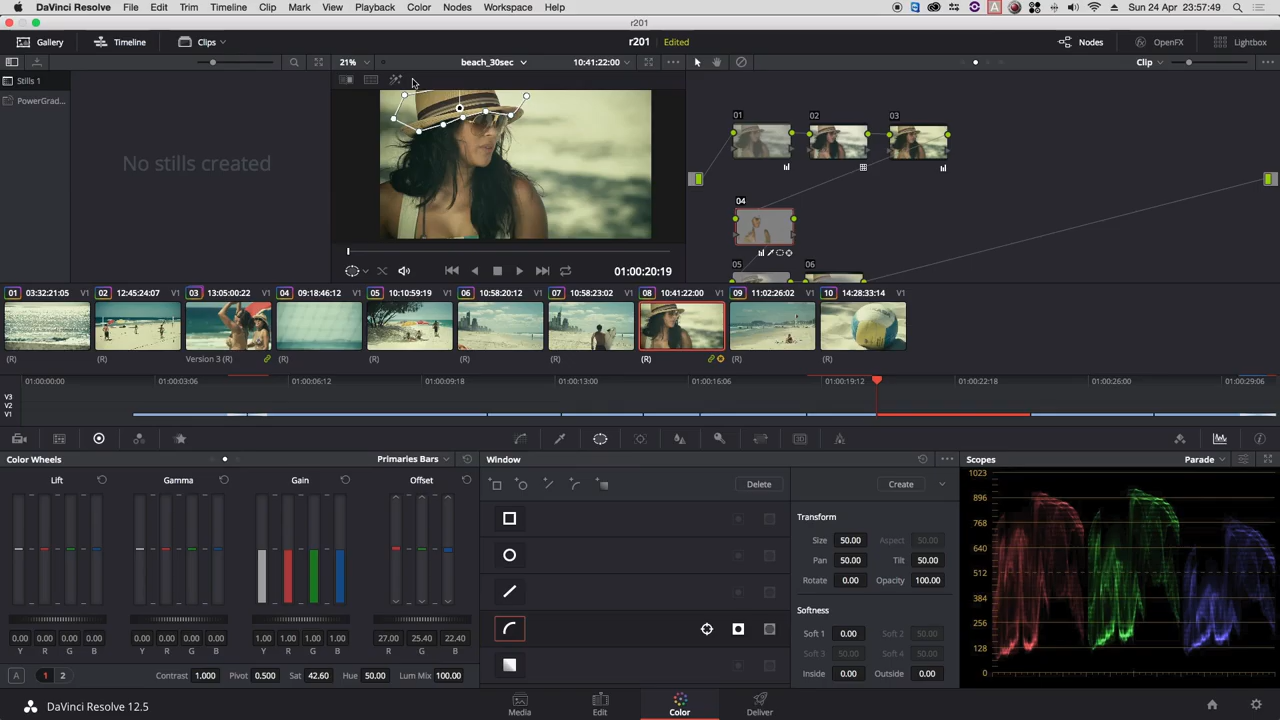 DaVinci Resolve File Edit Trim Timeline Clip Mark View Playback Color Nodes Workspace Help A Sun 24 Apr 23:57:49
r201
Gallery Timeline Clips r201 Edited Nodes OpenFX Lightbox
21% beach_30sec 10:41:22:00 Clip
Stills 1
PowerGrad...
No stills created
01 02 03
04
05 06
01:00:20:19
01 03:32:21:05 V1 02 12:45:24:07 V1 03 13:05:00:22 V1 04 09:18:46:12 V1 05 10:10:59:19 V1 06 10:58:20:12 V1 07 10:58:23:02 V1 08 10:41:22:00 V1 09 11:02:26:02 V1 10 14:28:33:14 V1
(R) (R) Version 3 (R) (R) (R) (R) (R) (R) (R) (R)
01:00:00:00 01:00:03:06 01:00:06:12 01:00:09:18 01:00:13:00 01:00:16:06 01:00:19:12 01:00:22:18 01:00:26:00 01:00:29:06
V3
V2
V1
Color Wheels Primaries Bars Window Scopes Parade
Lift Gamma Gain Offset
Delete Create
Transform
Size 50.00 Aspect 50.00
Pan 50.00 Tilt 50.00
Rotate 0.00 Opacity 100.00
Softness
Soft 1 0.00 Soft 2 50.00
Soft 3 50.00 Soft 4 50.00
Inside 0.00 Outside 0.00
0.00 0.00 0.00 0.00 0.00 0.00 0.00 0.00 1.00 1.00 1.00 1.00 27.00 25.40 22.40
Y R G B Y R G B Y R G B R G B
A 1 2 Contrast 1.000 Pivot 0.500 Sat 42.60 Hue 50.00 Lum Mix 100.00
1023
896
768
640
512
384
256
128
0
DaVinci Resolve 12.5 Media Edit Color Deliver